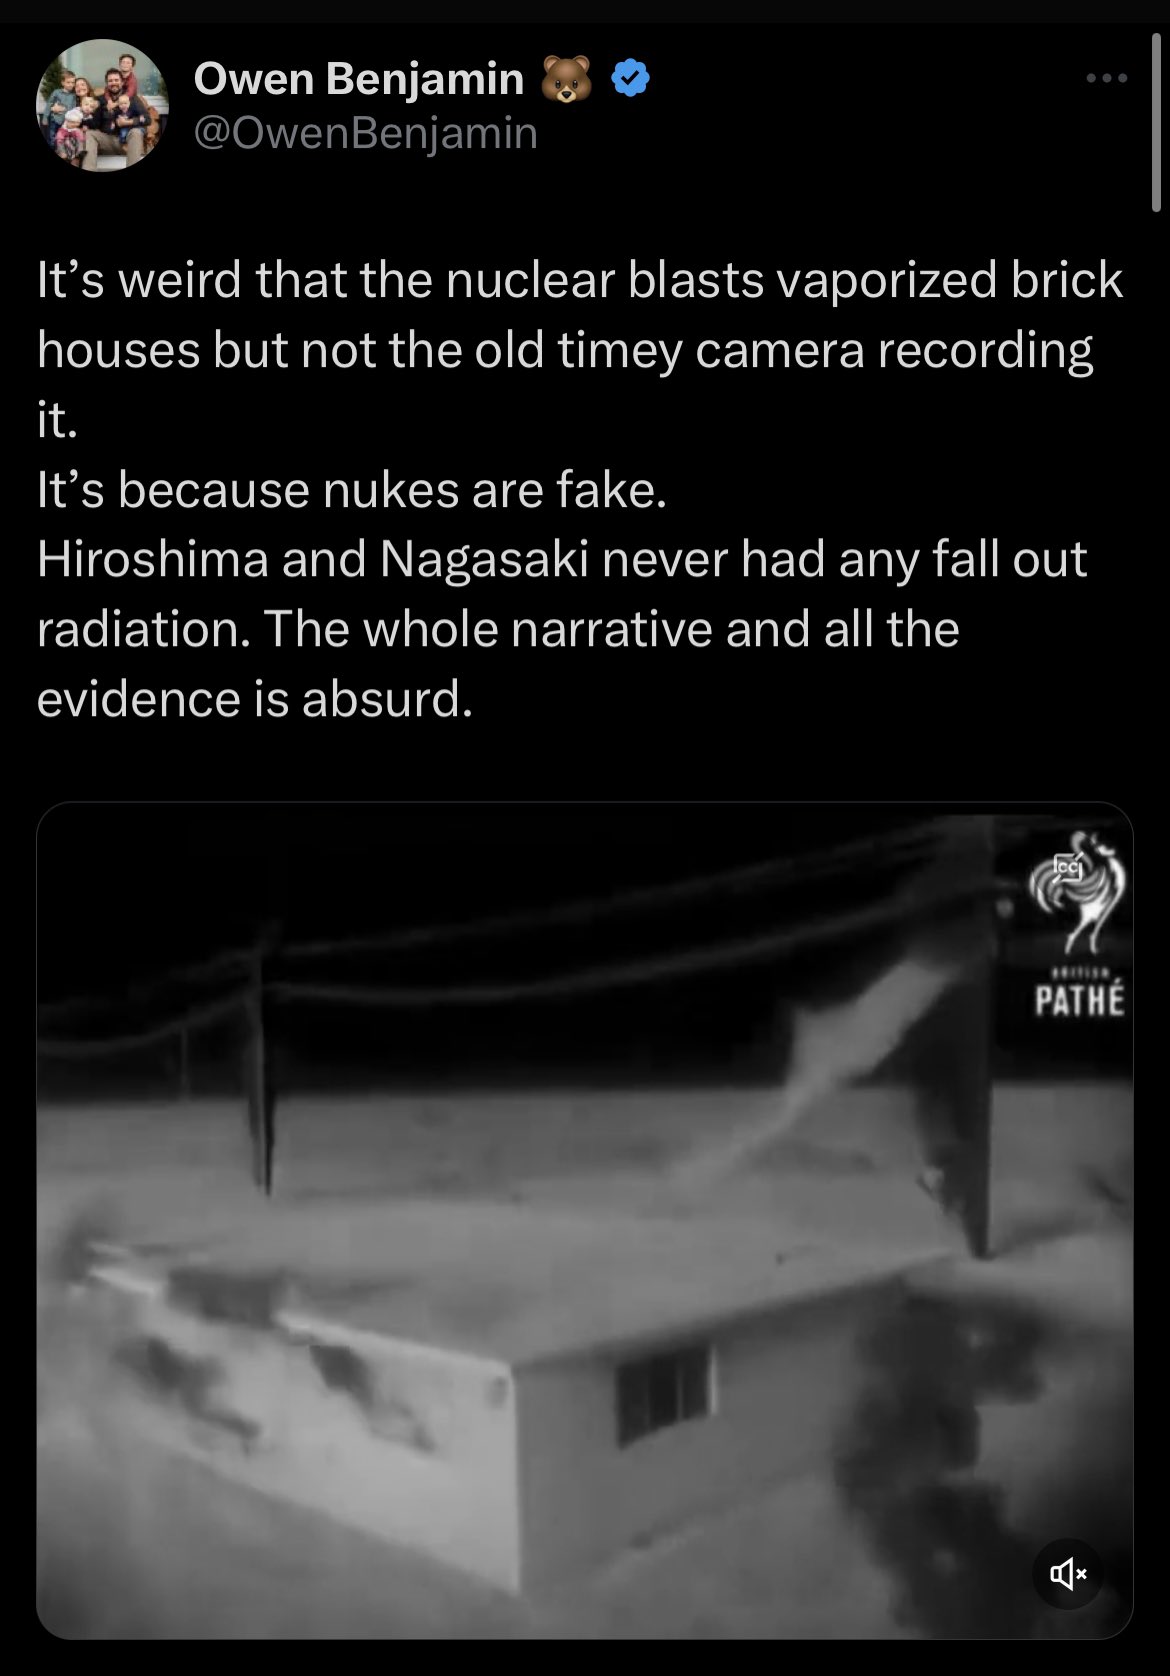 Owen Benjamin
@OwenBenjamin
It’s weird that the nuclear blasts vaporized brick
houses but not the old timey camera recording
it.
It’s because nukes are fake.
Hiroshima and Nagasaki never had any fall out
radiation. The whole narrative and all the
evidence is absurd.
CC
BRITISH
PATHÉ